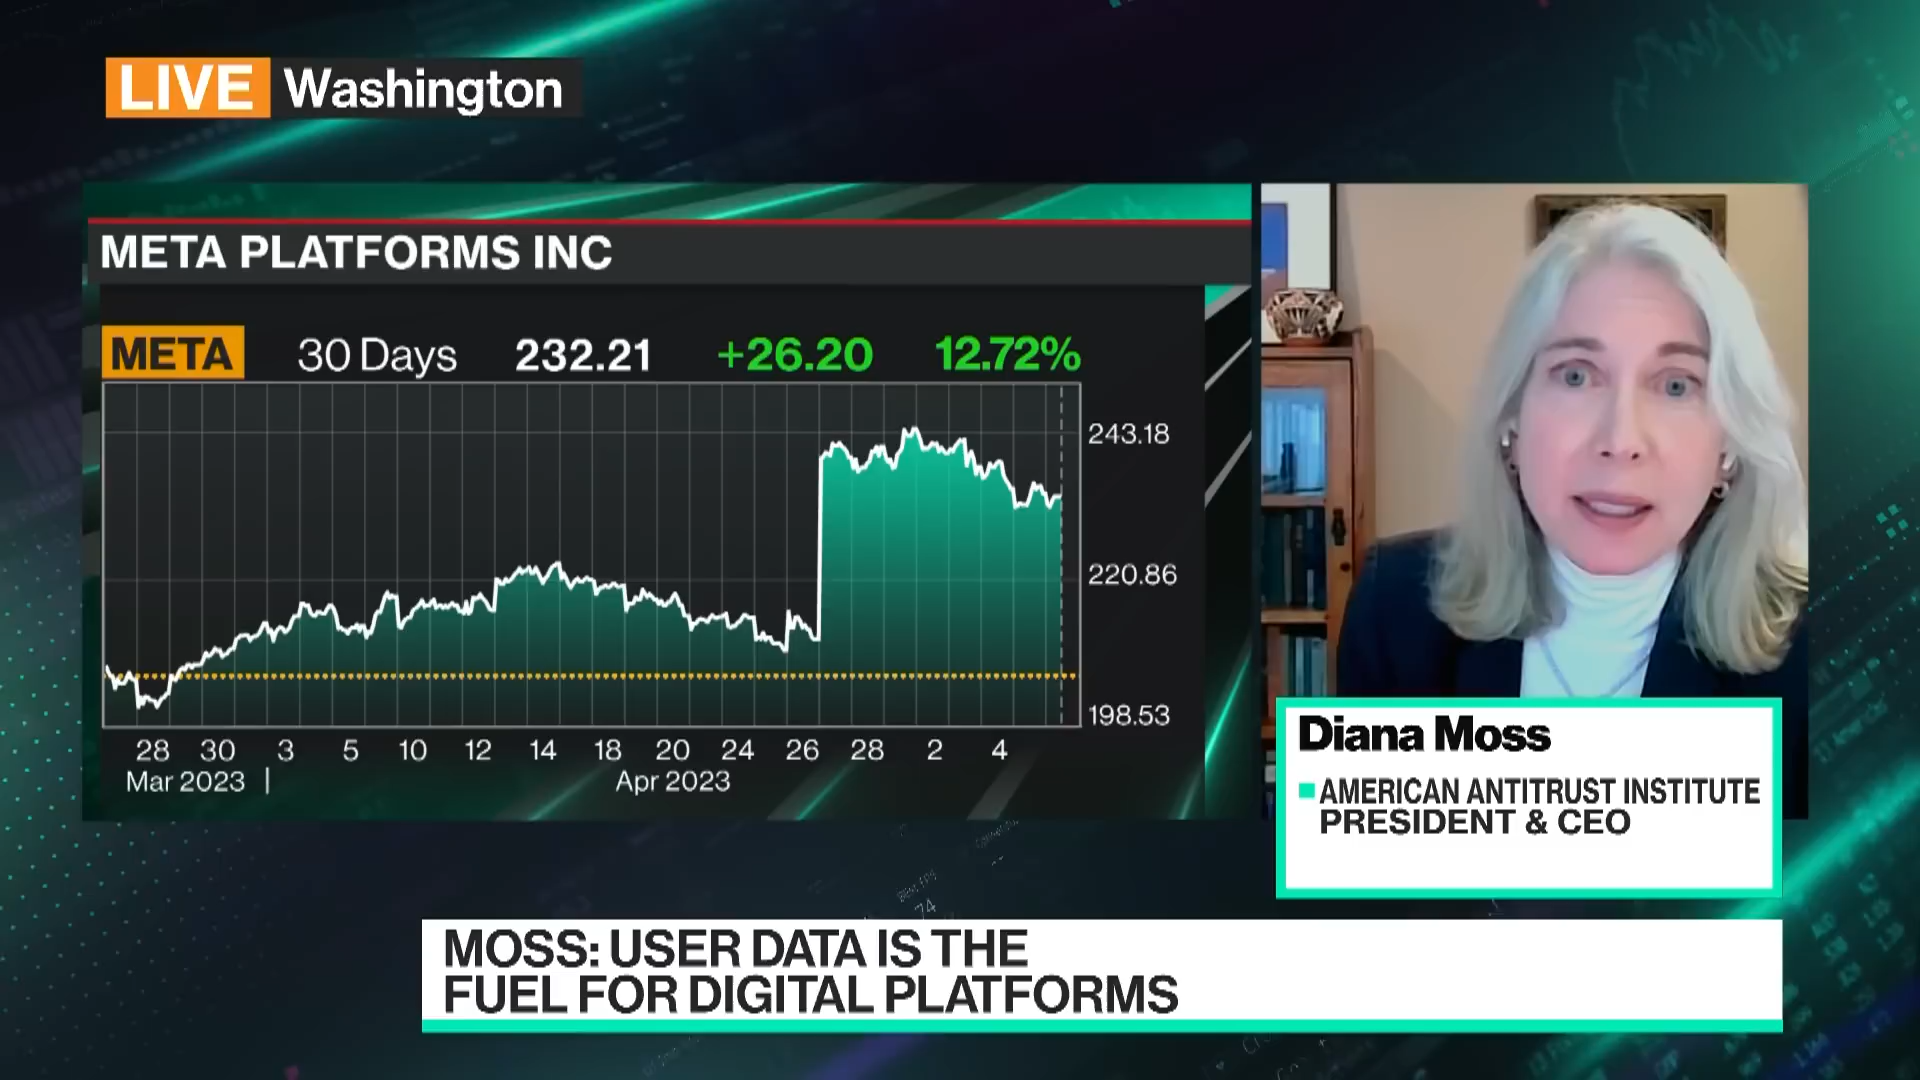 LIVE Washington
META PLATFORMS INC
META 30 Days 232.21 +26.20 12.72%
243.18
220.86
198.53
28 30 3 5 10 12 14 18 20 24 26 28 2 4
Mar 2023 | Apr 2023
Diana Moss
AMERICAN ANTITRUST INSTITUTE
PRESIDENT & CEO
MOSS: USER DATA IS THE
FUEL FOR DIGITAL PLATFORMS